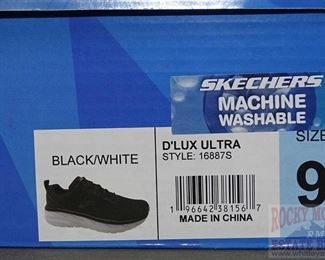 SKECHERS
MACHINE
WASHABLE
SIZE
BLACK/WHITE
D'LUX ULTRA
STYLE: 16887S
9
1 96642 38156 7
MADE IN CHINA
ROCKY MO
ESTATE